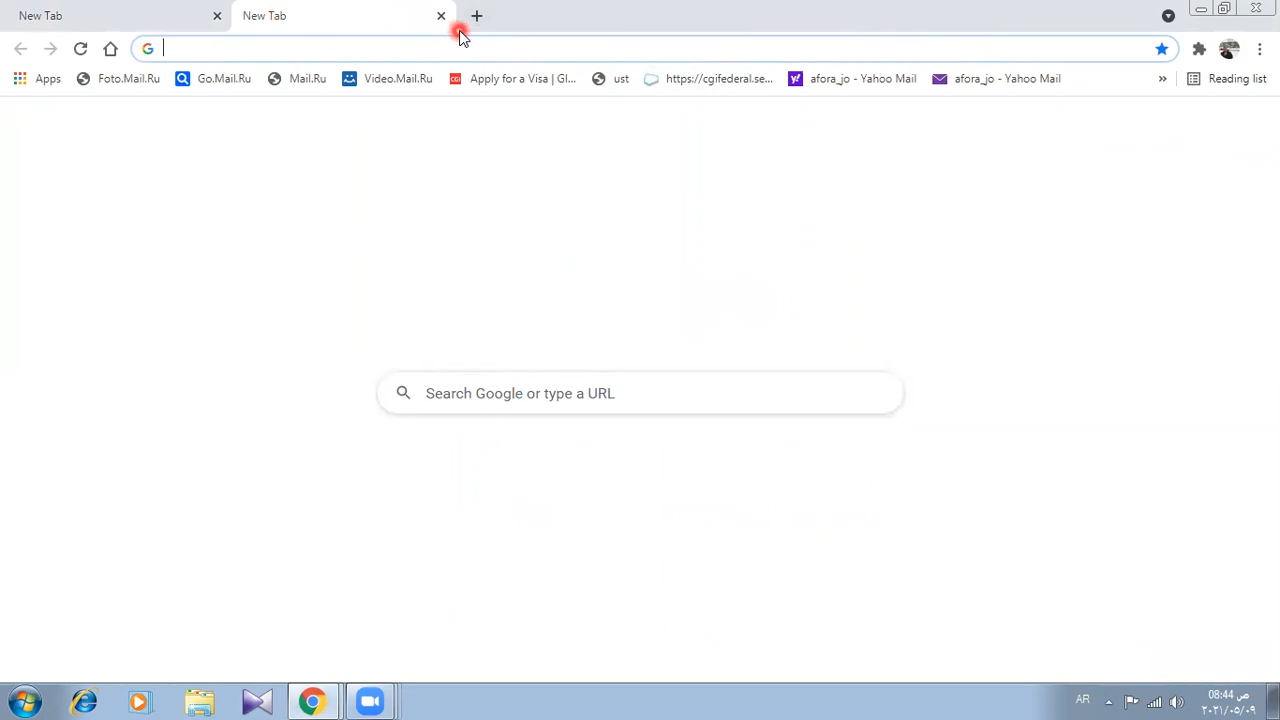 New Tab
New Tab
Apps
Foto.Mail.Ru
Go.Mail.Ru
Mail.Ru
Video.Mail.Ru
CGI
Apply for a Visa | Gl...
ust
https://cgifederal.se...
afora_jo - Yahoo Mail
afora_jo - Yahoo Mail
»
Reading list
Search Google or type a URL
AR
08:44 ص
٢٠٢١/٠٥/٠٩